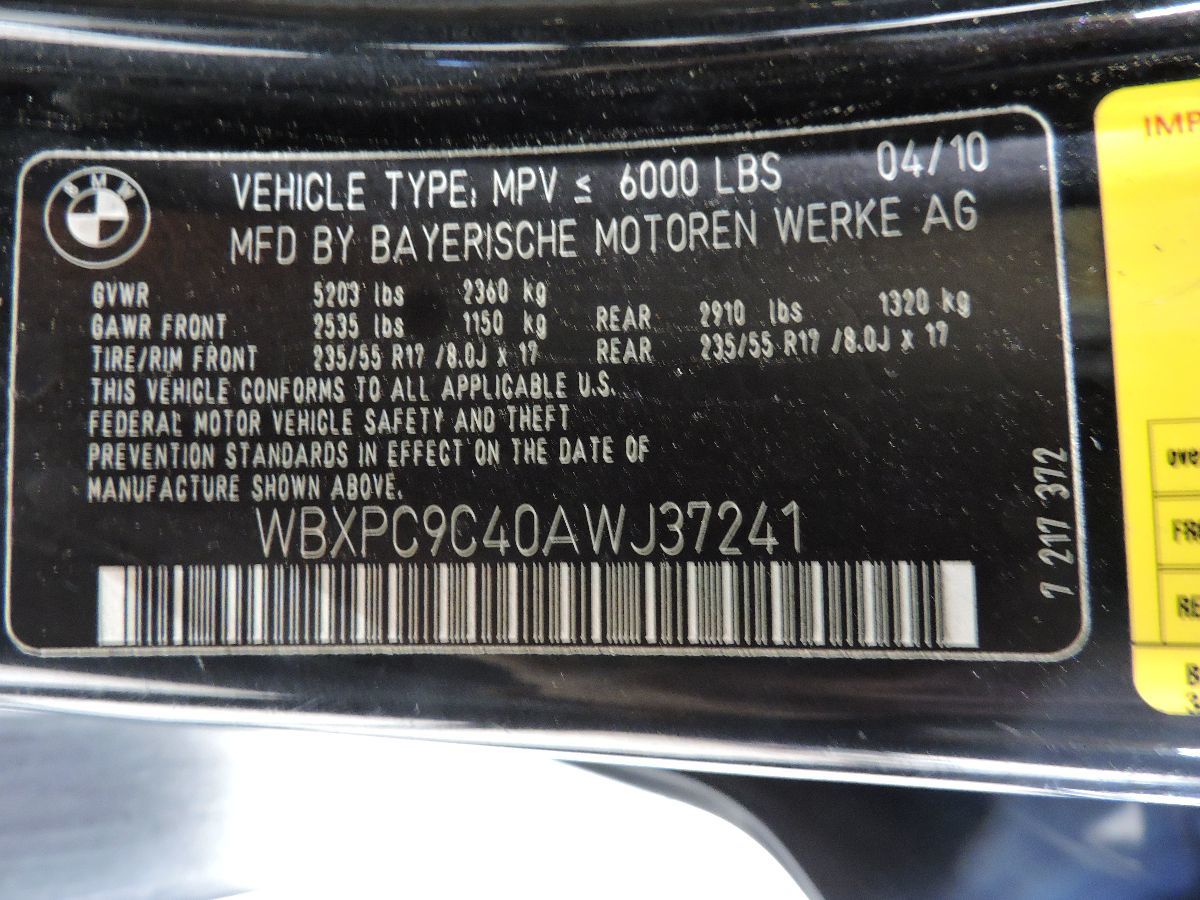 BMW
VEHICLE TYPE: MPV ≤ 6000 LBS 04/10
MFD BY BAYERISCHE MOTOREN WERKE AG
GVWR 5203 lbs 2360 kg
GAWR FRONT 2535 lbs 1150 kg REAR 2910 lbs 1320 kg
TIRE/RIM FRONT 235/55 R17 /8.0J x 17 REAR 235/55 R17 /8.0J x 17
THIS VEHICLE CONFORMS TO ALL APPLICABLE U.S.
FEDERAL MOTOR VEHICLE SAFETY AND THEFT
PREVENTION STANDARDS IN EFFECT ON THE DATE OF
MANUFACTURE SHOWN ABOVE.
WBXPC9C40AWJ37241
7 217 372
IMP